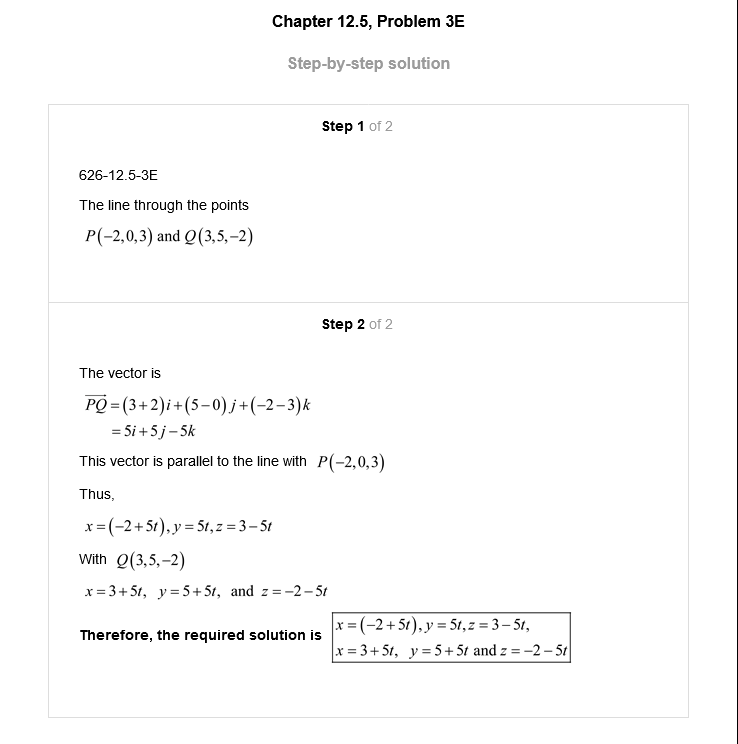 Chapter 12.5, Problem 3E
Step-by-step solution
Step 1 of 2
626-12.5-3E
The line through the points
P(−2,0,3) and Q(3,5,−2)
Step 2 of 2
The vector is
PQ⃗ = (3+2)i+(5−0)j+(−2−3)k
= 5i+5j−5k
This vector is parallel to the line with P(−2,0,3)
Thus,
x = (−2+5t), y = 5t, z = 3−5t
With Q(3,5,−2)
x = 3+5t, y = 5+5t, and z = −2−5t
Therefore, the required solution is
x = (−2+5t), y = 5t, z = 3−5t,
x = 3+5t, y = 5+5t and z = −2−5t